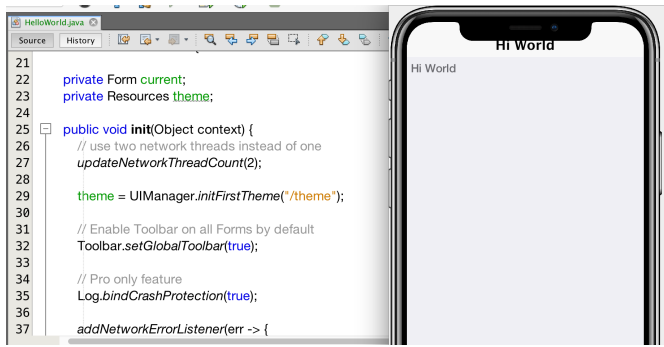 HelloWorld.java
Source History
21
22 private Form current;
23 private Resources theme;
24
25 public void init(Object context) {
26 // use two network threads instead of one
27 updateNetworkThreadCount(2);
28
29 theme = UIManager.initFirstTheme("/theme");
30
31 // Enable Toolbar on all Forms by default
32 Toolbar.setGlobalToolbar(true);
33
34 // Pro only feature
35 Log.bindCrashProtection(true);
36
37 addNetworkErrorListener(err -> {
Hi World
Hi World